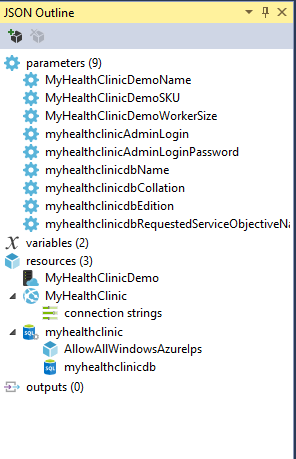 JSON Outline
parameters (9)
MyHealthClinicDemoName
MyHealthClinicDemoSKU
MyHealthClinicDemoWorkerSize
myhealthclinicAdminLogin
myhealthclinicAdminLoginPassword
myhealthclinicdbName
myhealthclinicdbCollation
myhealthclinicdbEdition
myhealthclinicdbRequestedServiceObjectiveNa
variables (2)
resources (3)
MyHealthClinicDemo
MyHealthClinic
connection strings
myhealthclinic
AllowAllWindowsAzureIps
myhealthclinicdb
outputs (0)